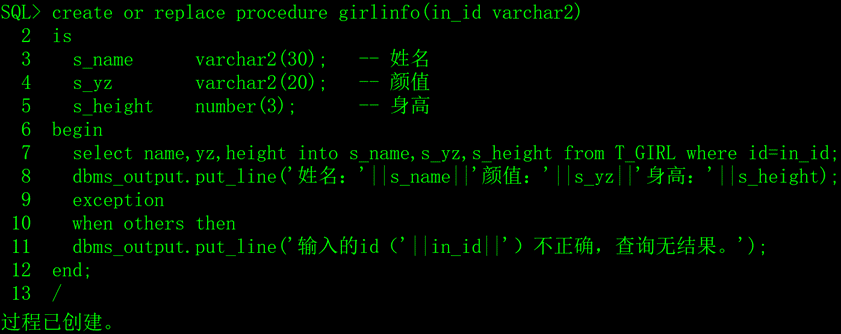 SQL> create or replace procedure girlinfo(in_id varchar2)
  2  is
  3    s_name      varchar2(30);   -- 姓名
  4    s_yz        varchar2(20);   -- 颜值
  5    s_height    number(3);      -- 身高
  6  begin
  7    select name,yz,height into s_name,s_yz,s_height from T_GIRL where id=in_id;
  8    dbms_output.put_line('姓名：'||s_name||'颜值：'||s_yz||'身高：'||s_height);
  9    exception
 10    when others then
 11    dbms_output.put_line('输入的id（'||in_id||'）不正确，查询无结果。');
 12  end;
 13  /
过程已创建。